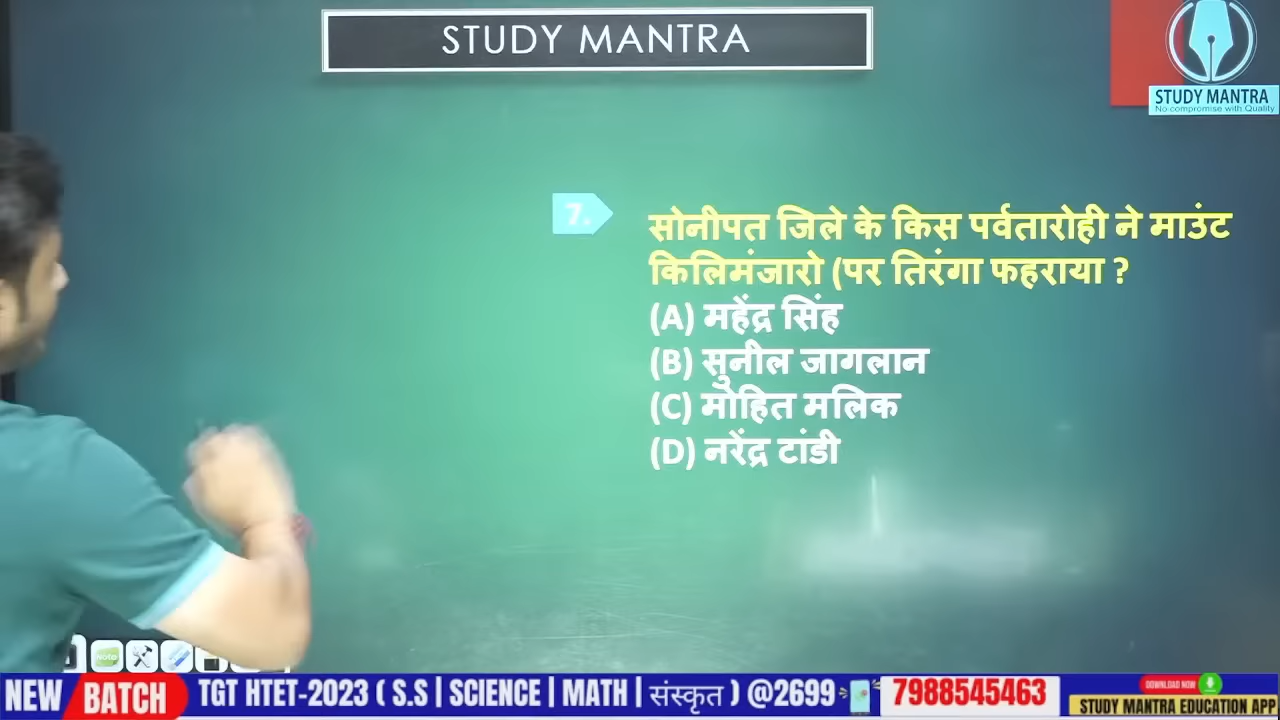 STUDY MANTRA
STUDY MANTRA
No compromise with Quality
7.
सोनीपत जिले के किस पर्वतारोही ने माउंट
किलिमंजारो (पर तिरंगा फहराया ?
(A) महेंद्र सिंह
(B) सुनील जागलान
(C) मोहित मलिक
(D) नरेंद्र टांडी
NEW BATCH TGT HTET-2023 ( S.S | SCIENCE | MATH | संस्कृत ) @2699 7988545463
DOWNLOAD NOW
STUDY MANTRA EDUCATION APP